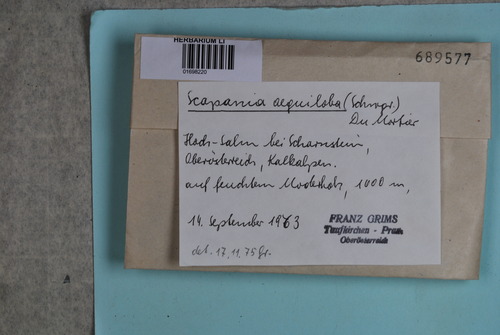 HERBARIUM LI
01698220
689577
Scapania aequiloba (Schwgr.)
Du Mortier
Hoch-Salm bei Scharnstein,
Oberösterreich, Kalkalpen.
auf feuchtem Moderholz, 1000 m,
14. September 1963
FRANZ GRIMS
Taufkirchen - Pram
Oberösterreich
det. 17. 11. 75 Gr.